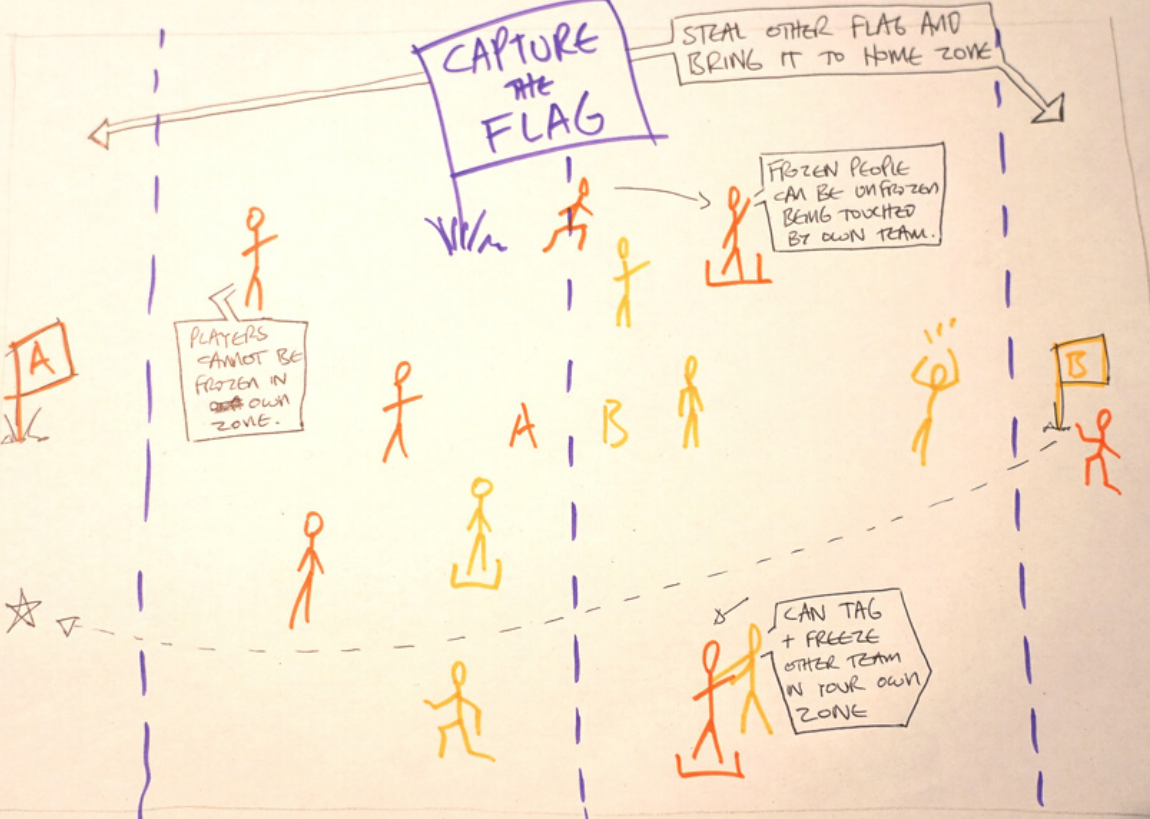 CAPTURE
THE
FLAG
STEAL OTHER FLAG AND
BRING IT TO HOME ZONE
FROZEN PEOPLE
CAN BE UNFROZEN
BEING TOUCHED
BY OWN TEAM.
PLAYERS
CANNOT BE
FROZEN IN
OWN
ZONE.
A
A
B
B
CAN TAG
+ FREEZE
OTHER TEAM
IN YOUR OWN
ZONE